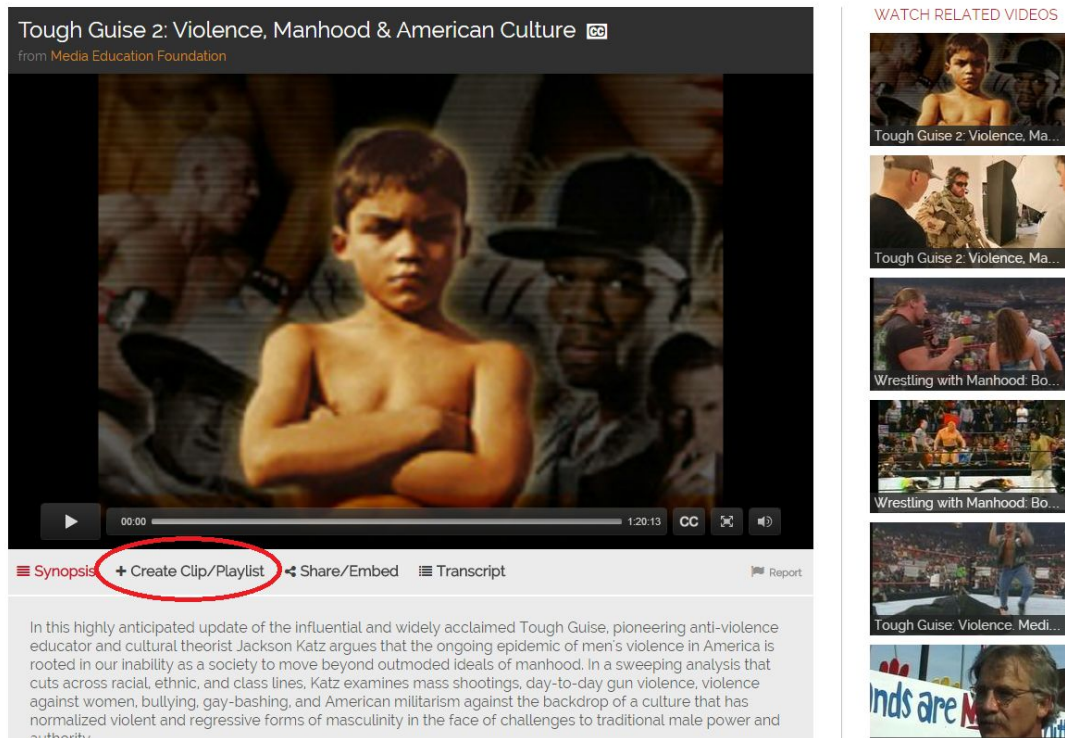 Tough Guise 2: Violence, Manhood & American Culture CC
from Media Education Foundation
00:00
1:20:13
CC
Synopsis
+ Create Clip/Playlist
Share/Embed
Transcript
Report
In this highly anticipated update of the influential and widely acclaimed Tough Guise, pioneering anti-violence
educator and cultural theorist Jackson Katz argues that the ongoing epidemic of men's violence in America is
rooted in our inability as a society to move beyond outmoded ideals of manhood. In a sweeping analysis that
cuts across racial, ethnic, and class lines, Katz examines mass shootings, day-to-day gun violence, violence
against women, bullying, gay-bashing, and American militarism against the backdrop of a culture that has
normalized violent and regressive forms of masculinity in the face of challenges to traditional male power and
authority.
WATCH RELATED VIDEOS
Tough Guise 2: Violence, Ma...
Tough Guise 2: Violence, Ma...
Wrestling with Manhood: Bo...
Wrestling with Manhood: Bo...
Tough Guise: Violence. Medi...
nds are